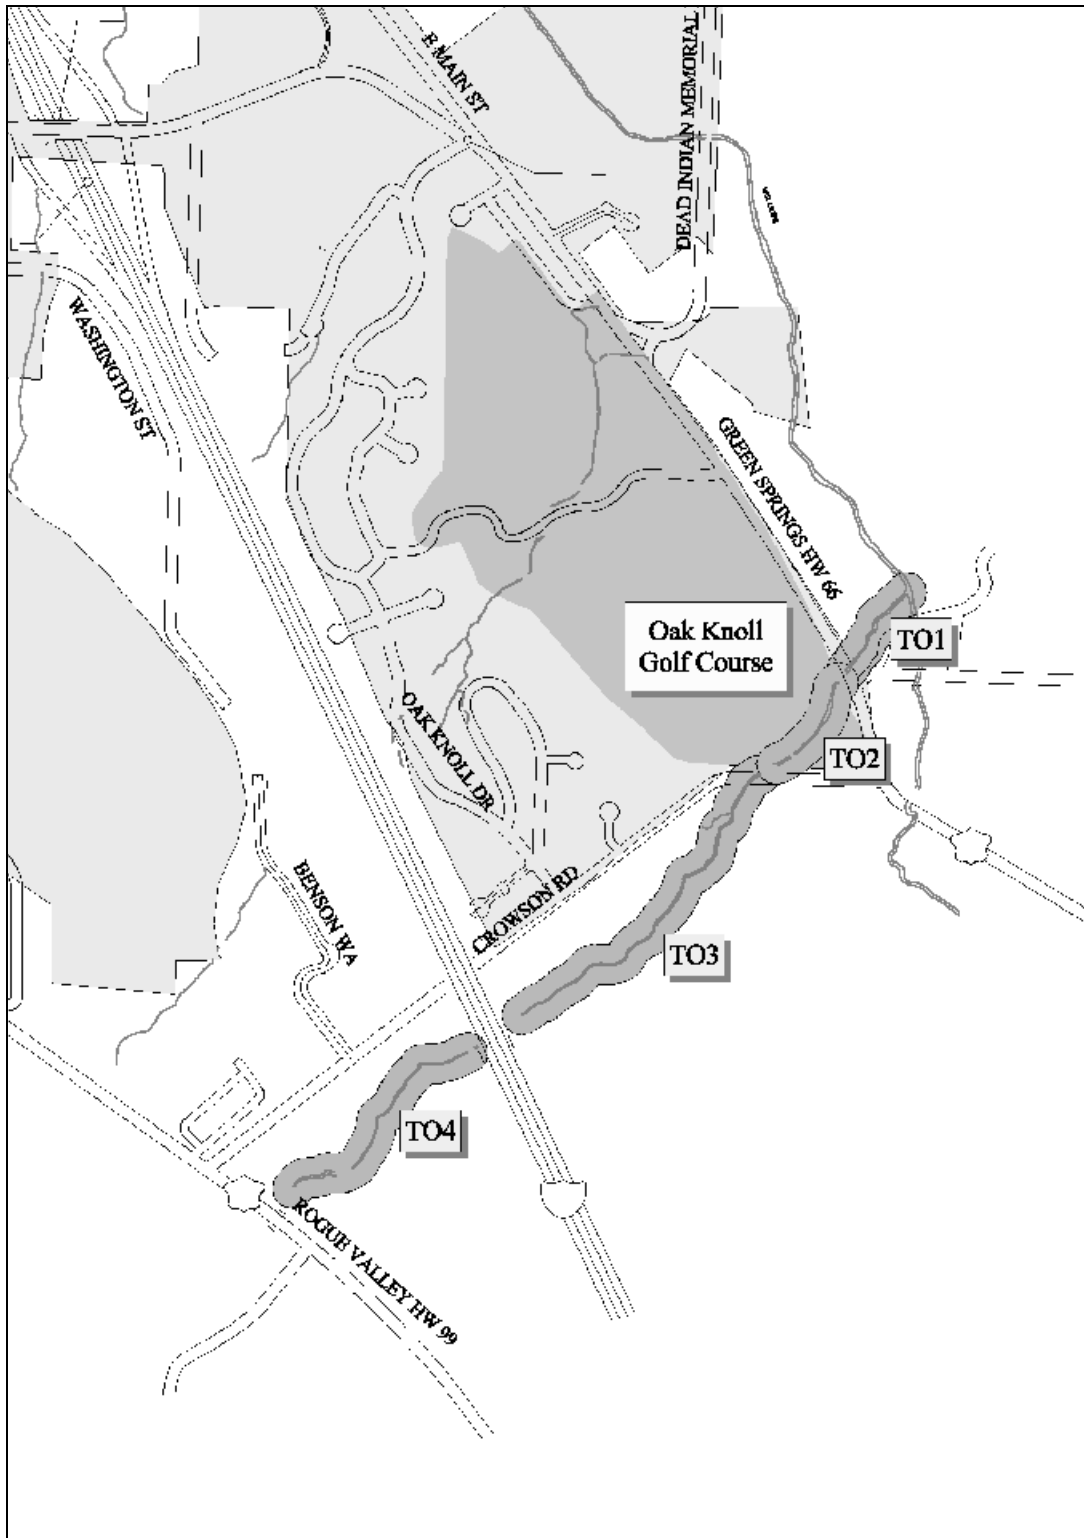 E MAIN ST
DEAD INDIAN MEMORIAL
WASHINGTON ST
GREEN SPRINGS HW 66
Oak Knoll
Golf Course
TO1
TO2
OAK KNOLL DR
CROWSON RD
BENSON WA
TO3
TO4
ROGUE VALLEY HW 99